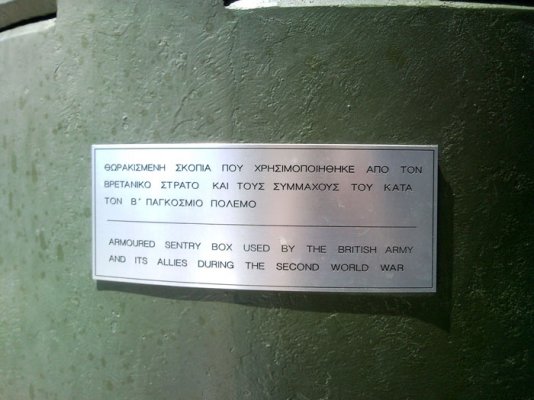 ΘΩΡΑΚΙΣΜΕΝΗ ΣΚΟΠΙΑ ΠΟΥ ΧΡΗΣΙΜΟΠΟΙΗΘΗΚΕ ΑΠΟ ΤΟΝ
ΒΡΕΤΑΝΙΚΟ ΣΤΡΑΤΟ ΚΑΙ ΤΟΥΣ ΣΥΜΜΑΧΟΥΣ ΤΟΥ ΚΑΤΑ
ΤΟΝ Β' ΠΑΓΚΟΣΜΙΟ ΠΟΛΕΜΟ
ARMOURED SENTRY BOX USED BY THE BRITISH ARMY
AND ITS ALLIES DURING THE SECOND WORLD WAR